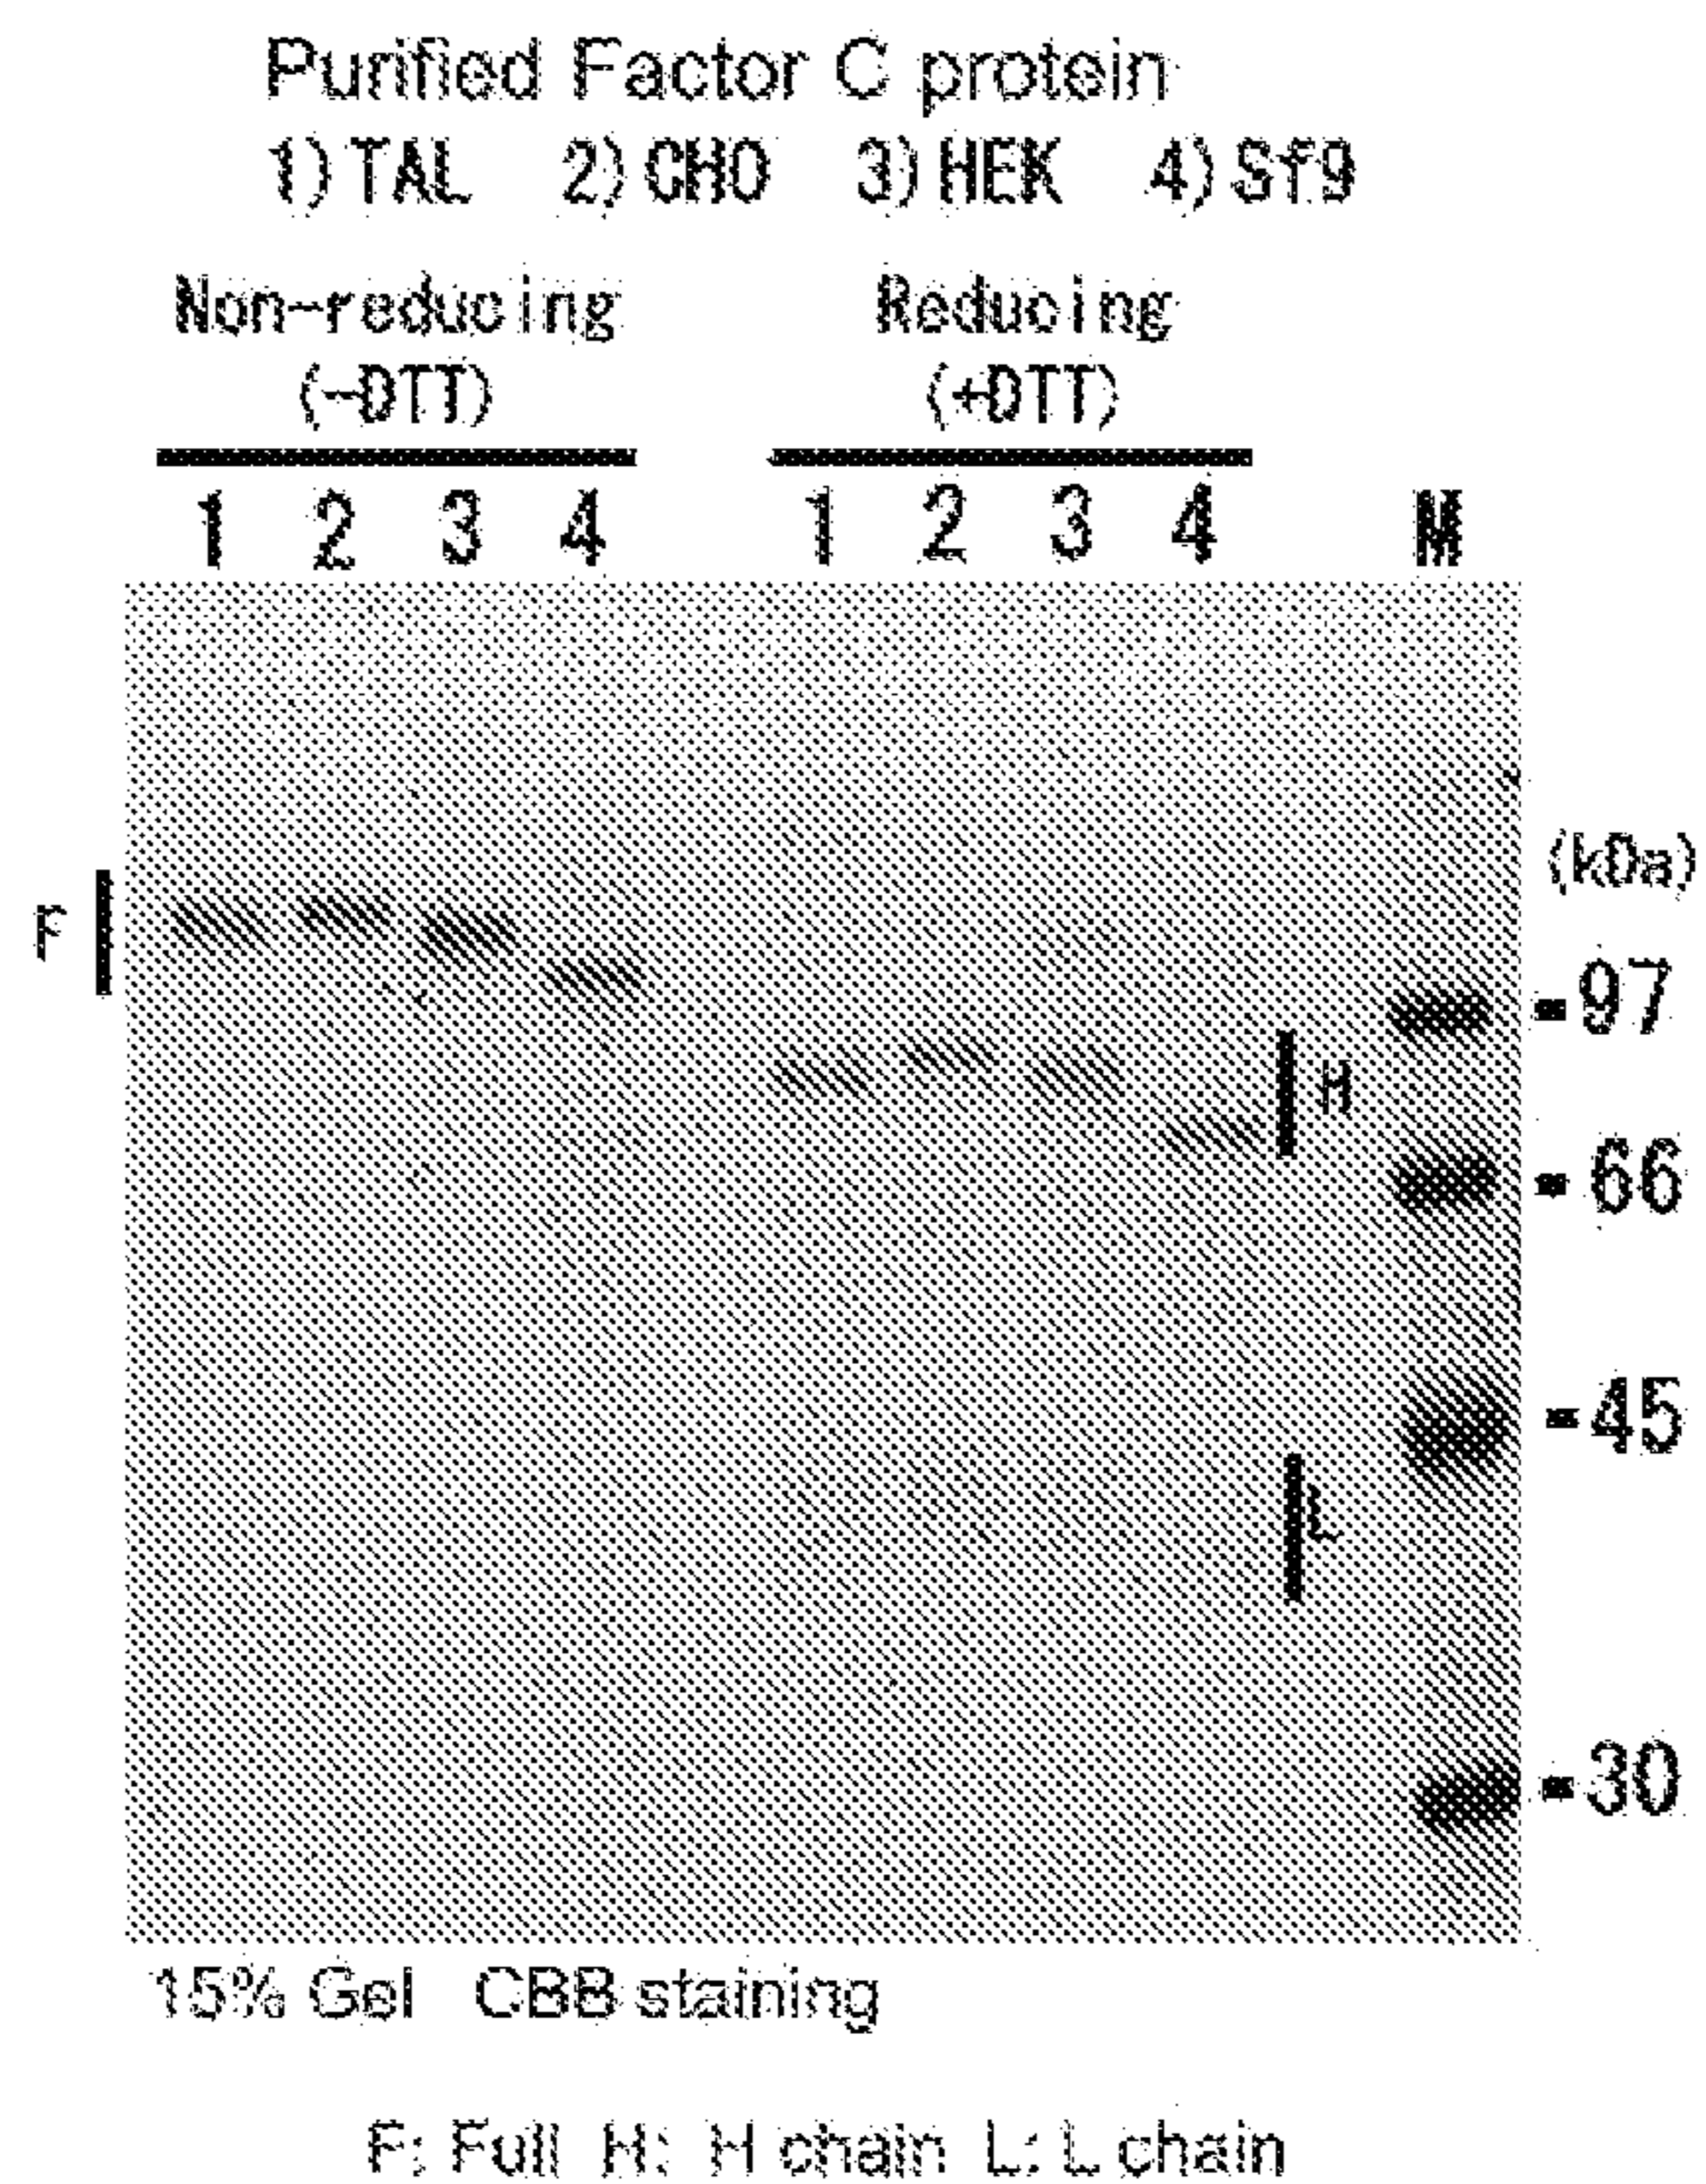 Purified Factor C protein
1) TAL 2) CHO 3) HEK 4) Sf9
Non-reducing Reducing
(-DTT) (+DTT)
1 2 3 4 1 2 3 4 M
(kDa)
F
97
H
66
45
L
30
15% Gel CBB staining
F: Full H: H chain L: L chain